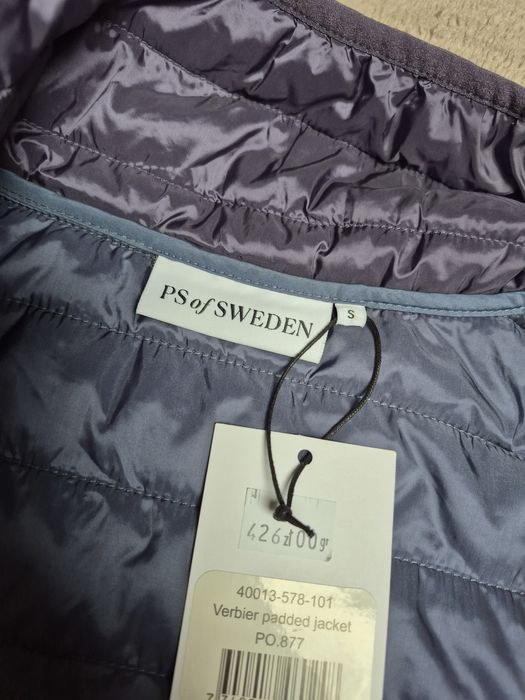 PS of SWEDEN
S
426zł00gr
40013-578-101
Verbier padded jacket
PO.877